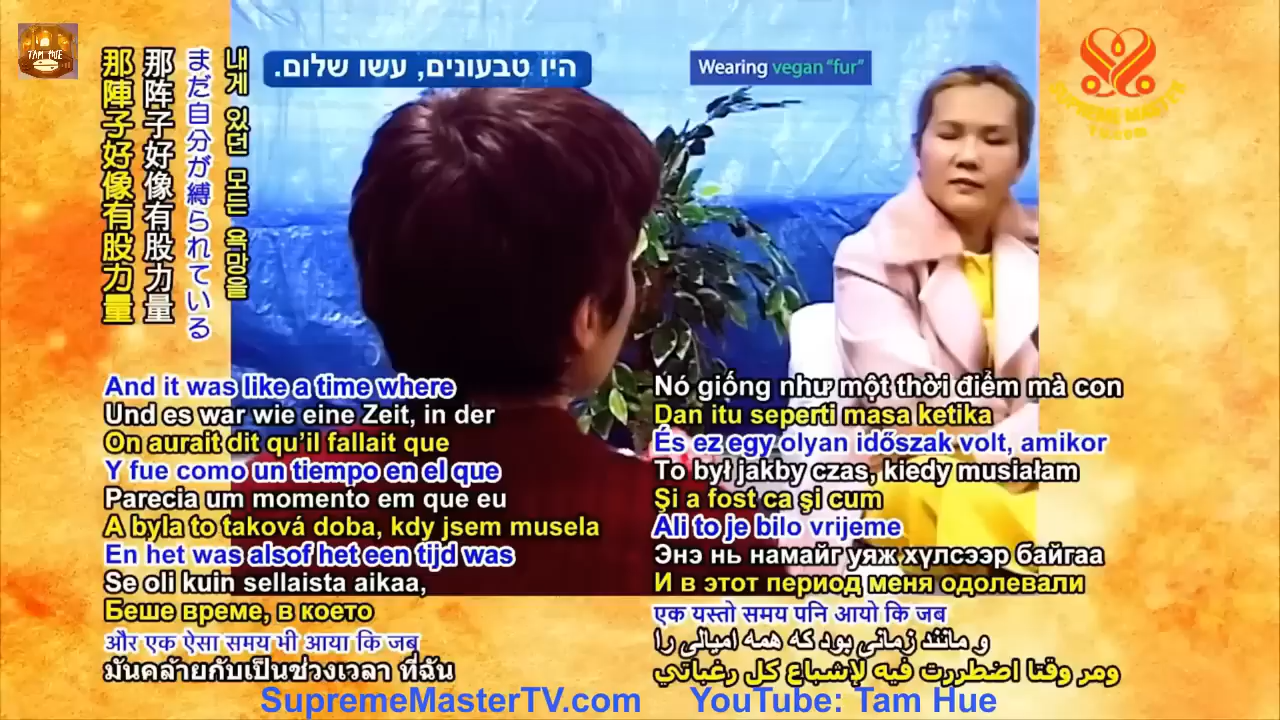 TAM HUE
היו טבעונים, עשו שלום.
Wearing vegan “fur”
SUPREME MASTER
那陣子好像有股力量
那阵子好像有股力量
まだ自分が縛られている
내게 있던 모든 욕망을
And it was like a time where
Und es war wie eine Zeit, in der
On aurait dit qu’il fallait que
Y fue como un tiempo en el que
Parecia um momento em que eu
A byla to taková doba, kdy jsem musela
En het was alsof het een tijd was
Se oli kuin sellaista aikaa,
Беше време, в което
और एक ऐसा समय भी आया कि जब
มันคล้ายกับเป็นช่วงเวลา ที่ฉัน
Nó giống như một thời điểm mà con
Dan itu seperti masa ketika
És ez egy olyan időszak volt, amikor
To był jakby czas, kiedy musiałam
Şi a fost ca şi cum
Ali to je bilo vrijeme
Энэ нь намайг уяж хүлсээр байгаа
И в этот период меня одолевали
एक यस्तो समय पनि आयो कि जब
و مانند زمانی بود که همه امیالی را
ومر وقتا اضطررت فيه لإشباع كل رغباتي
SupremeMasterTV.com
YouTube: Tam Hue